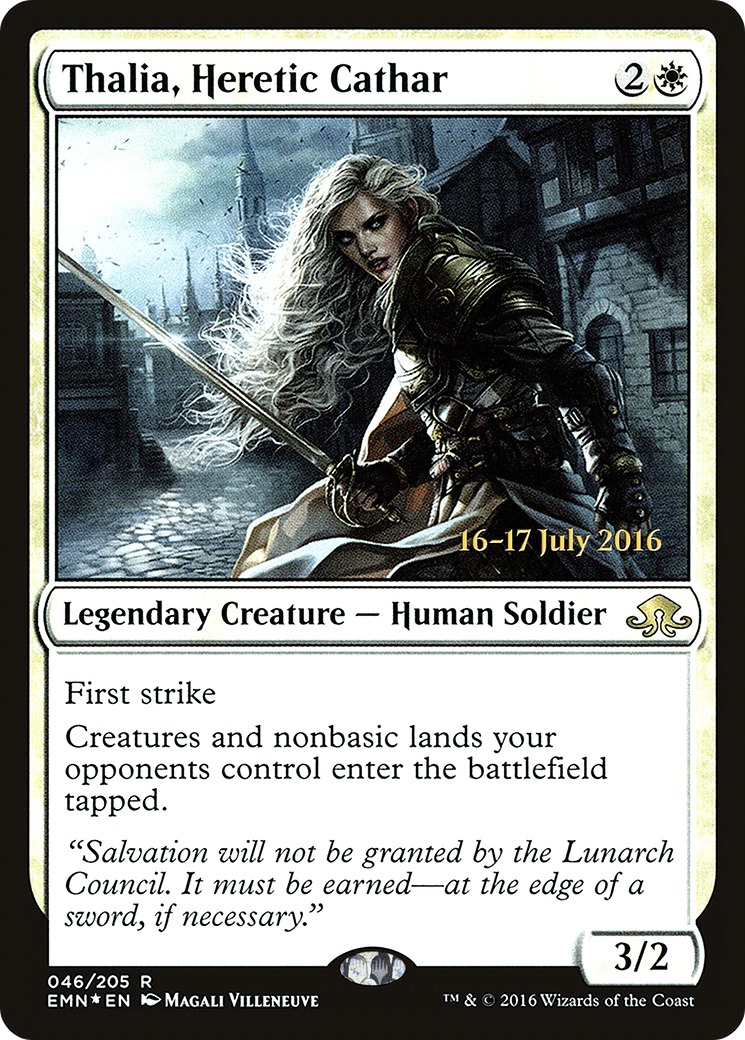 Thalia, Heretic Cathar 2
16–17 July 2016
Legendary Creature — Human Soldier
First strike
Creatures and nonbasic lands your
opponents control enter the battlefield
tapped.
“Salvation will not be granted by the Lunarch
Council. It must be earned—at the edge of a
sword, if necessary.”
3/2
046/205 R
EMN★EN Magali Villeneuve
™ & © 2016 Wizards of the Coast